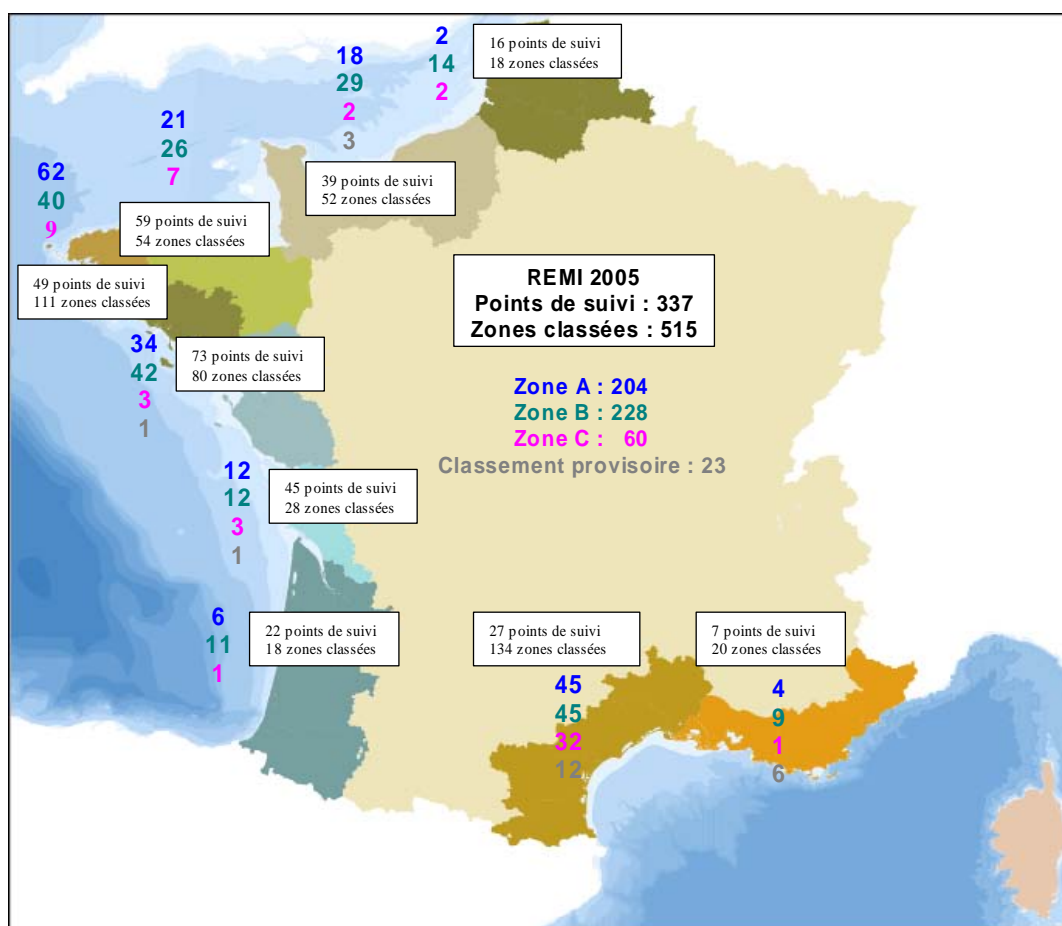 2
14
2
16 points de suivi
18 zones classées
18
29
2
3
39 points de suivi
52 zones classées
21
26
7
59 points de suivi
54 zones classées
62
40
9
49 points de suivi
111 zones classées
REMI 2005
Points de suivi : 337
Zones classées : 515
Zone A : 204
Zone B : 228
Zone C : 60
Classement provisoire : 23
34
42
3
1
73 points de suivi
80 zones classées
12
12
3
1
45 points de suivi
28 zones classées
6
11
1
22 points de suivi
18 zones classées
27 points de suivi
134 zones classées
45
45
32
12
7 points de suivi
20 zones classées
4
9
1
6